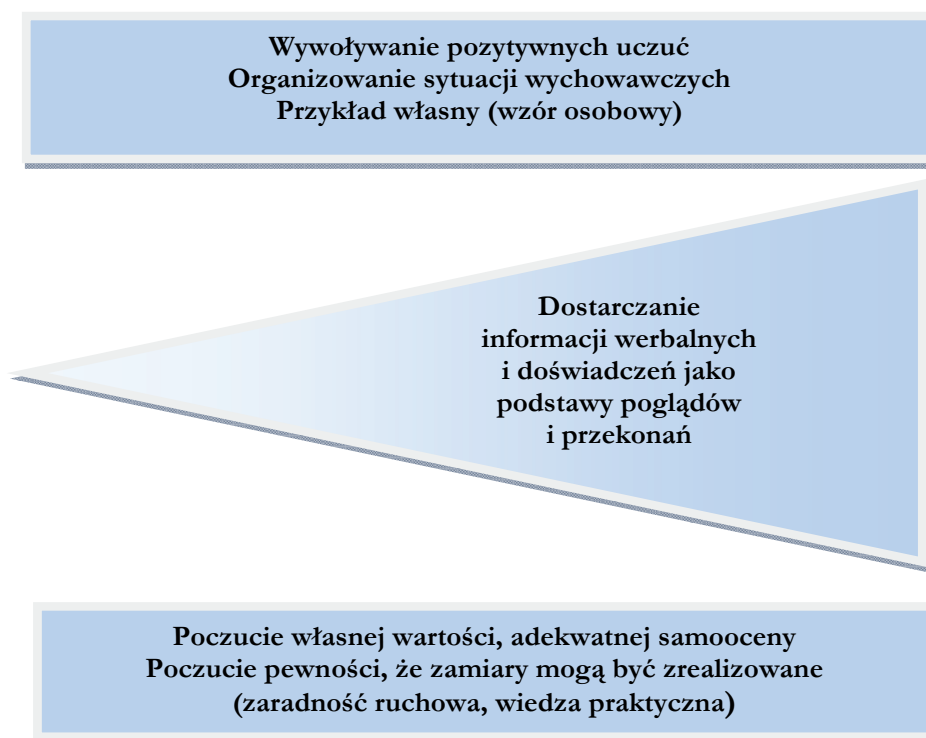 Wywoływanie pozytywnych uczuć
Organizowanie sytuacji wychowawczych
Przykład własny (wzór osobowy)
Dostarczanie
informacji werbalnych
i doświadczeń jako
podstawy poglądów
i przekonań
Poczucie własnej wartości, adekwatnej samooceny
Poczucie pewności, że zamiary mogą być zrealizowane
(zaradność ruchowa, wiedza praktyczna)